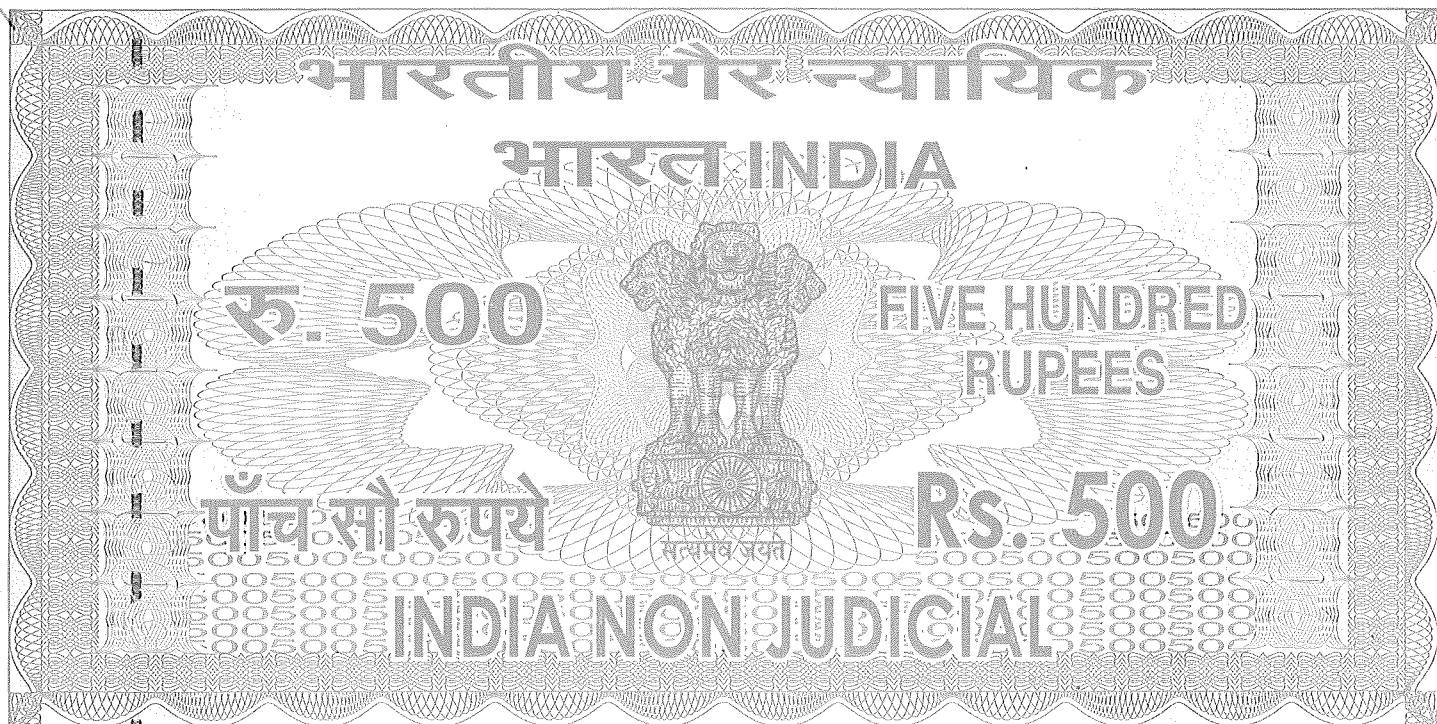 भारतीय गैर न्यायिक
भारत INDIA
रु. 500
FIVE HUNDRED
RUPEES
पाँच सौ रुपये
Rs. 500
सत्यमेव जयते
INDIA NON JUDICIAL